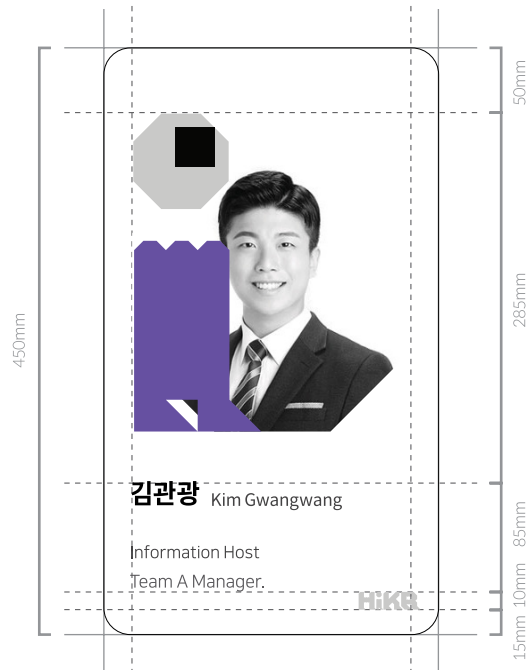 50mm
450mm
285mm
김관광 Kim Gwangwang
85mm
Information Host
Team A Manager.
10mm
HiKR
15mm